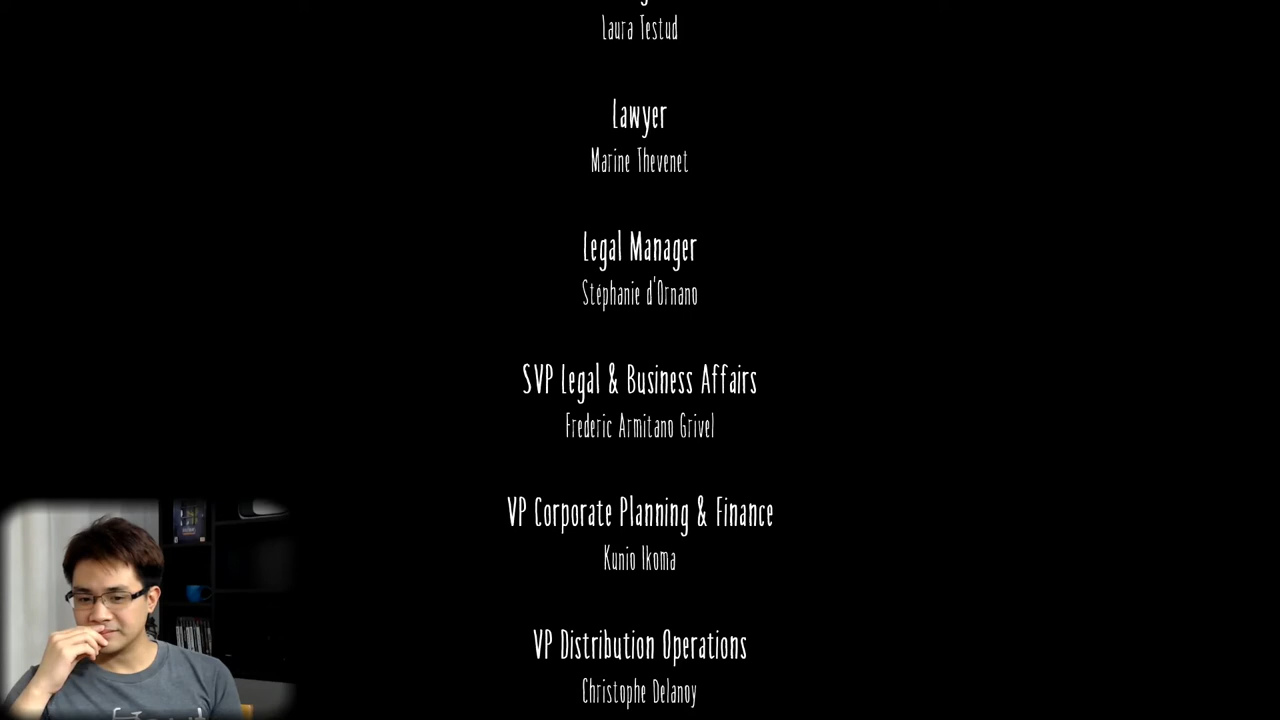 Laura Testud
Lawyer
Marine Thevenet
Legal Manager
Stéphanie d'Ornano
SVP Legal & Business Affairs
Frederic Armitano Grivel
VP Corporate Planning & Finance
Kunio Ikoma
VP Distribution Operations
Christophe Delanoy